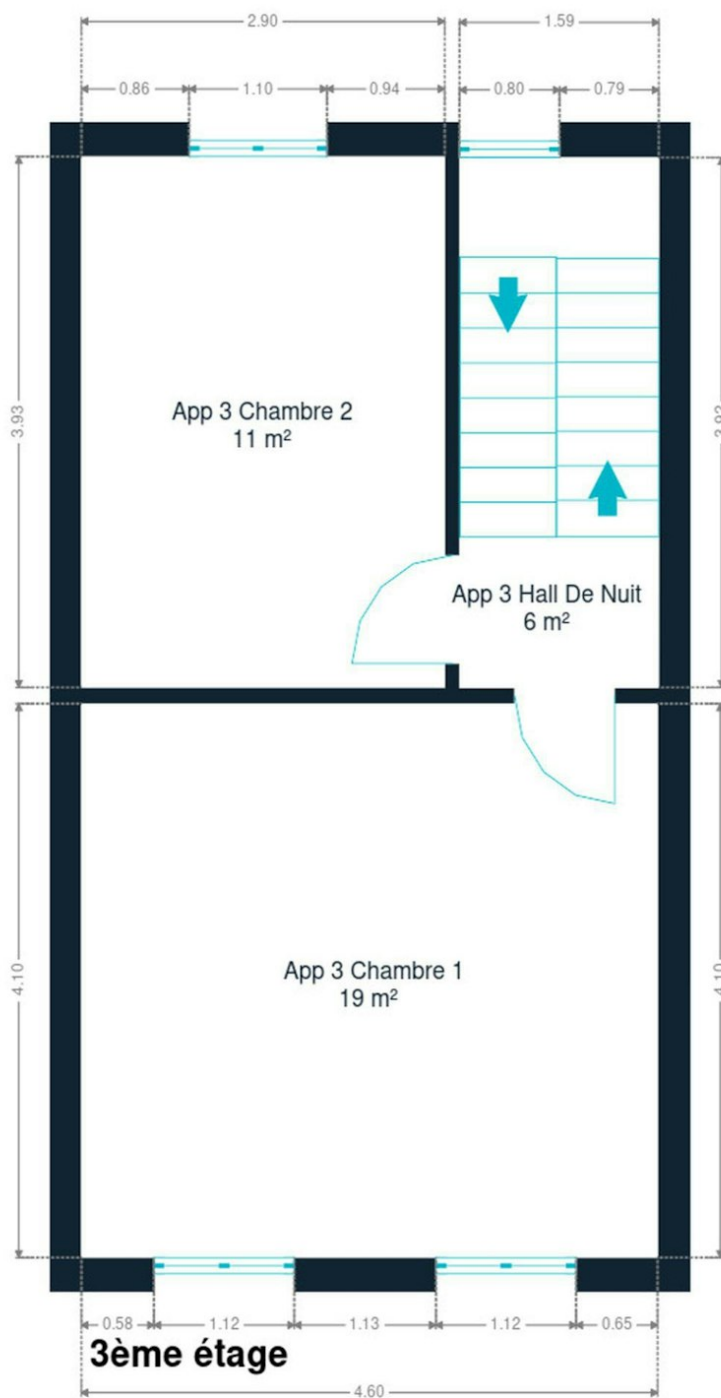 2.90
1.59
0.86
1.10
0.94
0.80
0.79
3.93
App 3 Chambre 2
11 m²
App 3 Hall De Nuit
6 m²
4.10
App 3 Chambre 1
19 m²
4.10
0.58
1.12
1.13
1.12
0.65
3ème étage
4.60